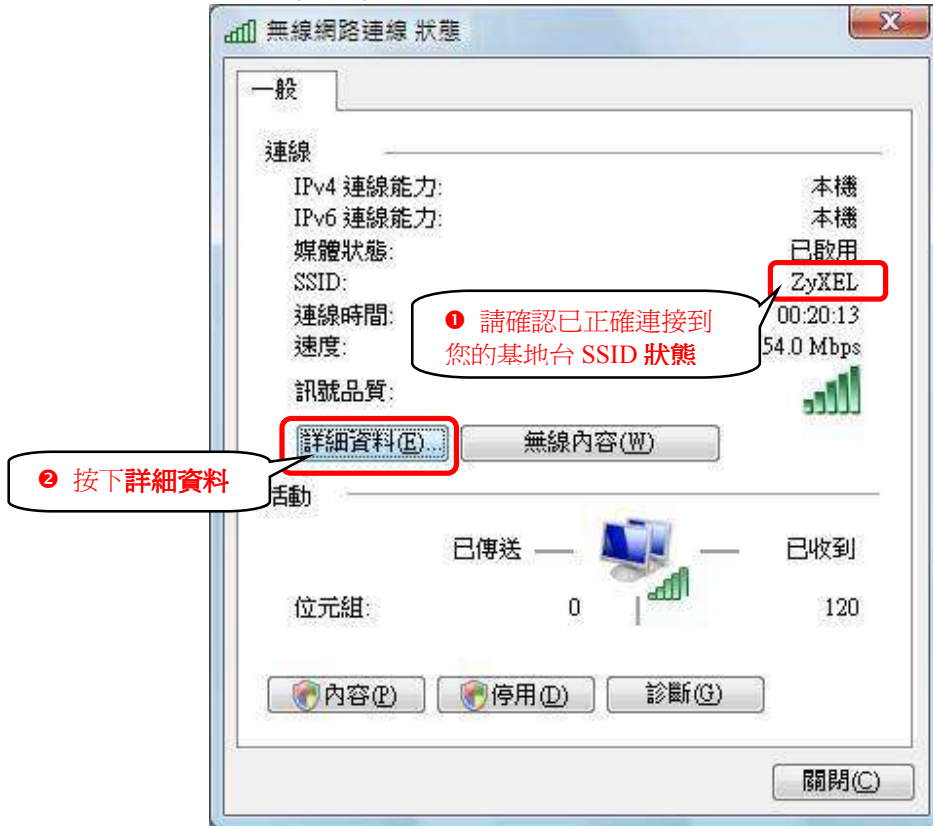 無線網路連線 狀態
一般
連線
IPv4 連線能力: 本機
IPv6 連線能力: 本機
媒體狀態: 已啟用
SSID: ZyXEL
連線時間: 00:20:13
速度: 54.0 Mbps
❶ 請確認已正確連接到
您的基地台 SSID 狀態
訊號品質:
詳細資料(E)... 無線內容(W)
❷ 按下詳細資料
活動
已傳送 — — 已收到
位元組: 0 120
內容(P) 停用(D) 診斷(G)
關閉(C)